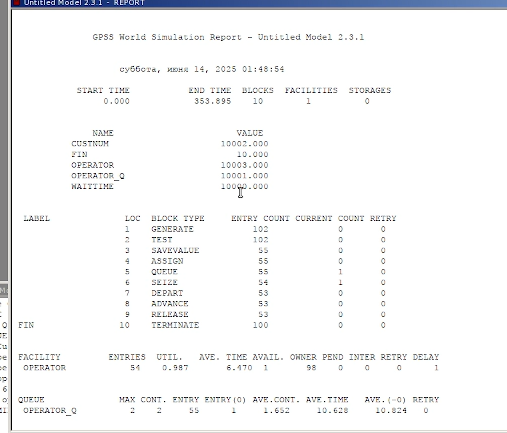 Untitled Model 2.3.1 - REPORT
GPSS World Simulation Report - Untitled Model 2.3.1
суббота, июня 14, 2025 01:48:54
START TIME END TIME BLOCKS FACILITIES STORAGES
0.000 353.895 10 1 0
NAME VALUE
CUSTNUM 10002.000
FIN 10.000
OPERATOR 10003.000
OPERATOR_Q 10001.000
WAITTIME 10000.000
LABEL LOC BLOCK TYPE ENTRY COUNT CURRENT COUNT RETRY
1 GENERATE 102 0 0
2 TEST 102 0 0
3 SAVEVALUE 55 0 0
4 ASSIGN 55 0 0
5 QUEUE 55 1 0
6 SEIZE 54 1 0
7 DEPART 53 0 0
8 ADVANCE 53 0 0
9 RELEASE 53 0 0
FIN 10 TERMINATE 100 0 0
FACILITY ENTRIES UTIL. AVE. TIME AVAIL. OWNER PEND INTER RETRY DELAY
OPERATOR 54 0.987 6.470 1 98 0 0 0 1
QUEUE MAX CONT. ENTRY ENTRY(0) AVE.CONT. AVE.TIME AVE.(-0) RETRY
OPERATOR_Q 2 2 55 1 1.652 10.628 10.824 0